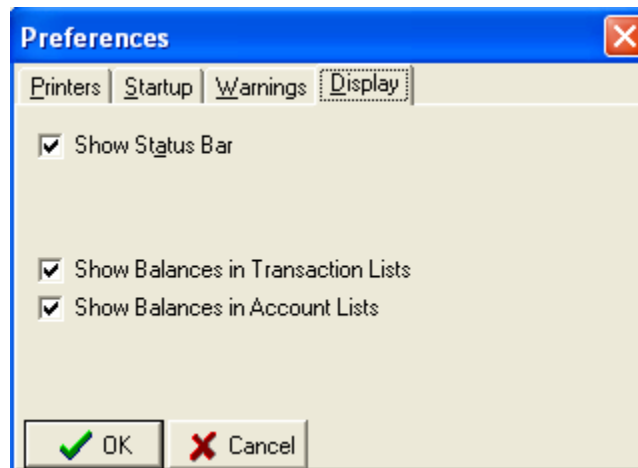 Preferences
Printers Startup Warnings Display
Show Status Bar
Show Balances in Transaction Lists
Show Balances in Account Lists
OK Cancel